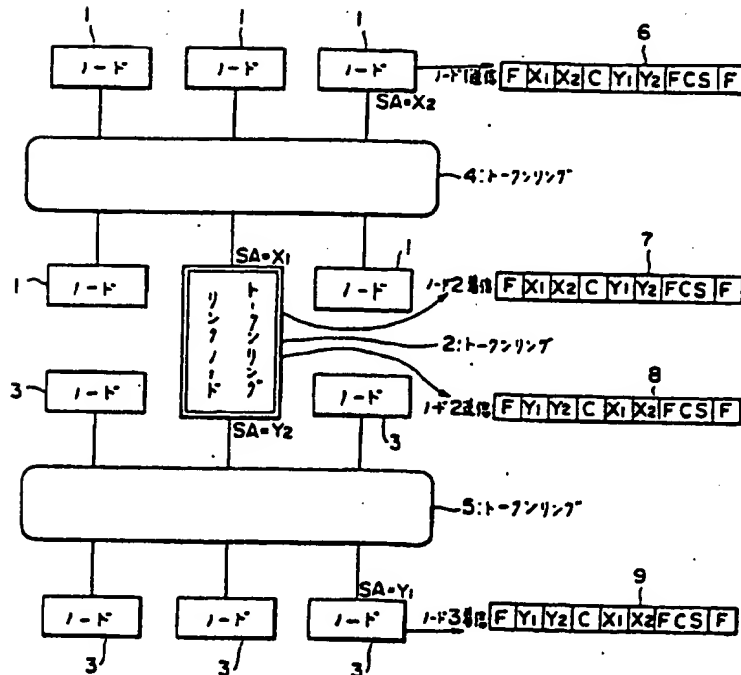 1 1 1
ノード ノード ノード
6
ノード1送信 F X1 X2 C Y1 Y2 FCS F
SA=X2
4:トークンリング
SA=X1
1
1 ノード
トークンリング
リンクノード
ノード
7
ノード2着信 F X1 X2 C Y1 Y2 FCS F
2:トークンリング
3 ノード
ノード
3
8
ノード2送信 F Y1 Y2 C X1 X2 FCS F
SA=Y2
5:トークンリング
SA=Y1
9
ノード ノード ノード
ノード3着信 F Y1 Y2 C X1 X2 FCS F
3 3 3